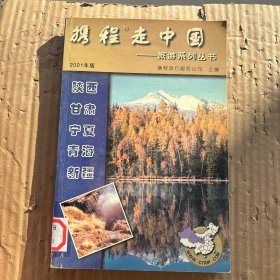 携程走中国
——旅游系列丛书
2001年版
携程旅行服务公司 主编
陕西
甘肃
宁夏
青海
新疆